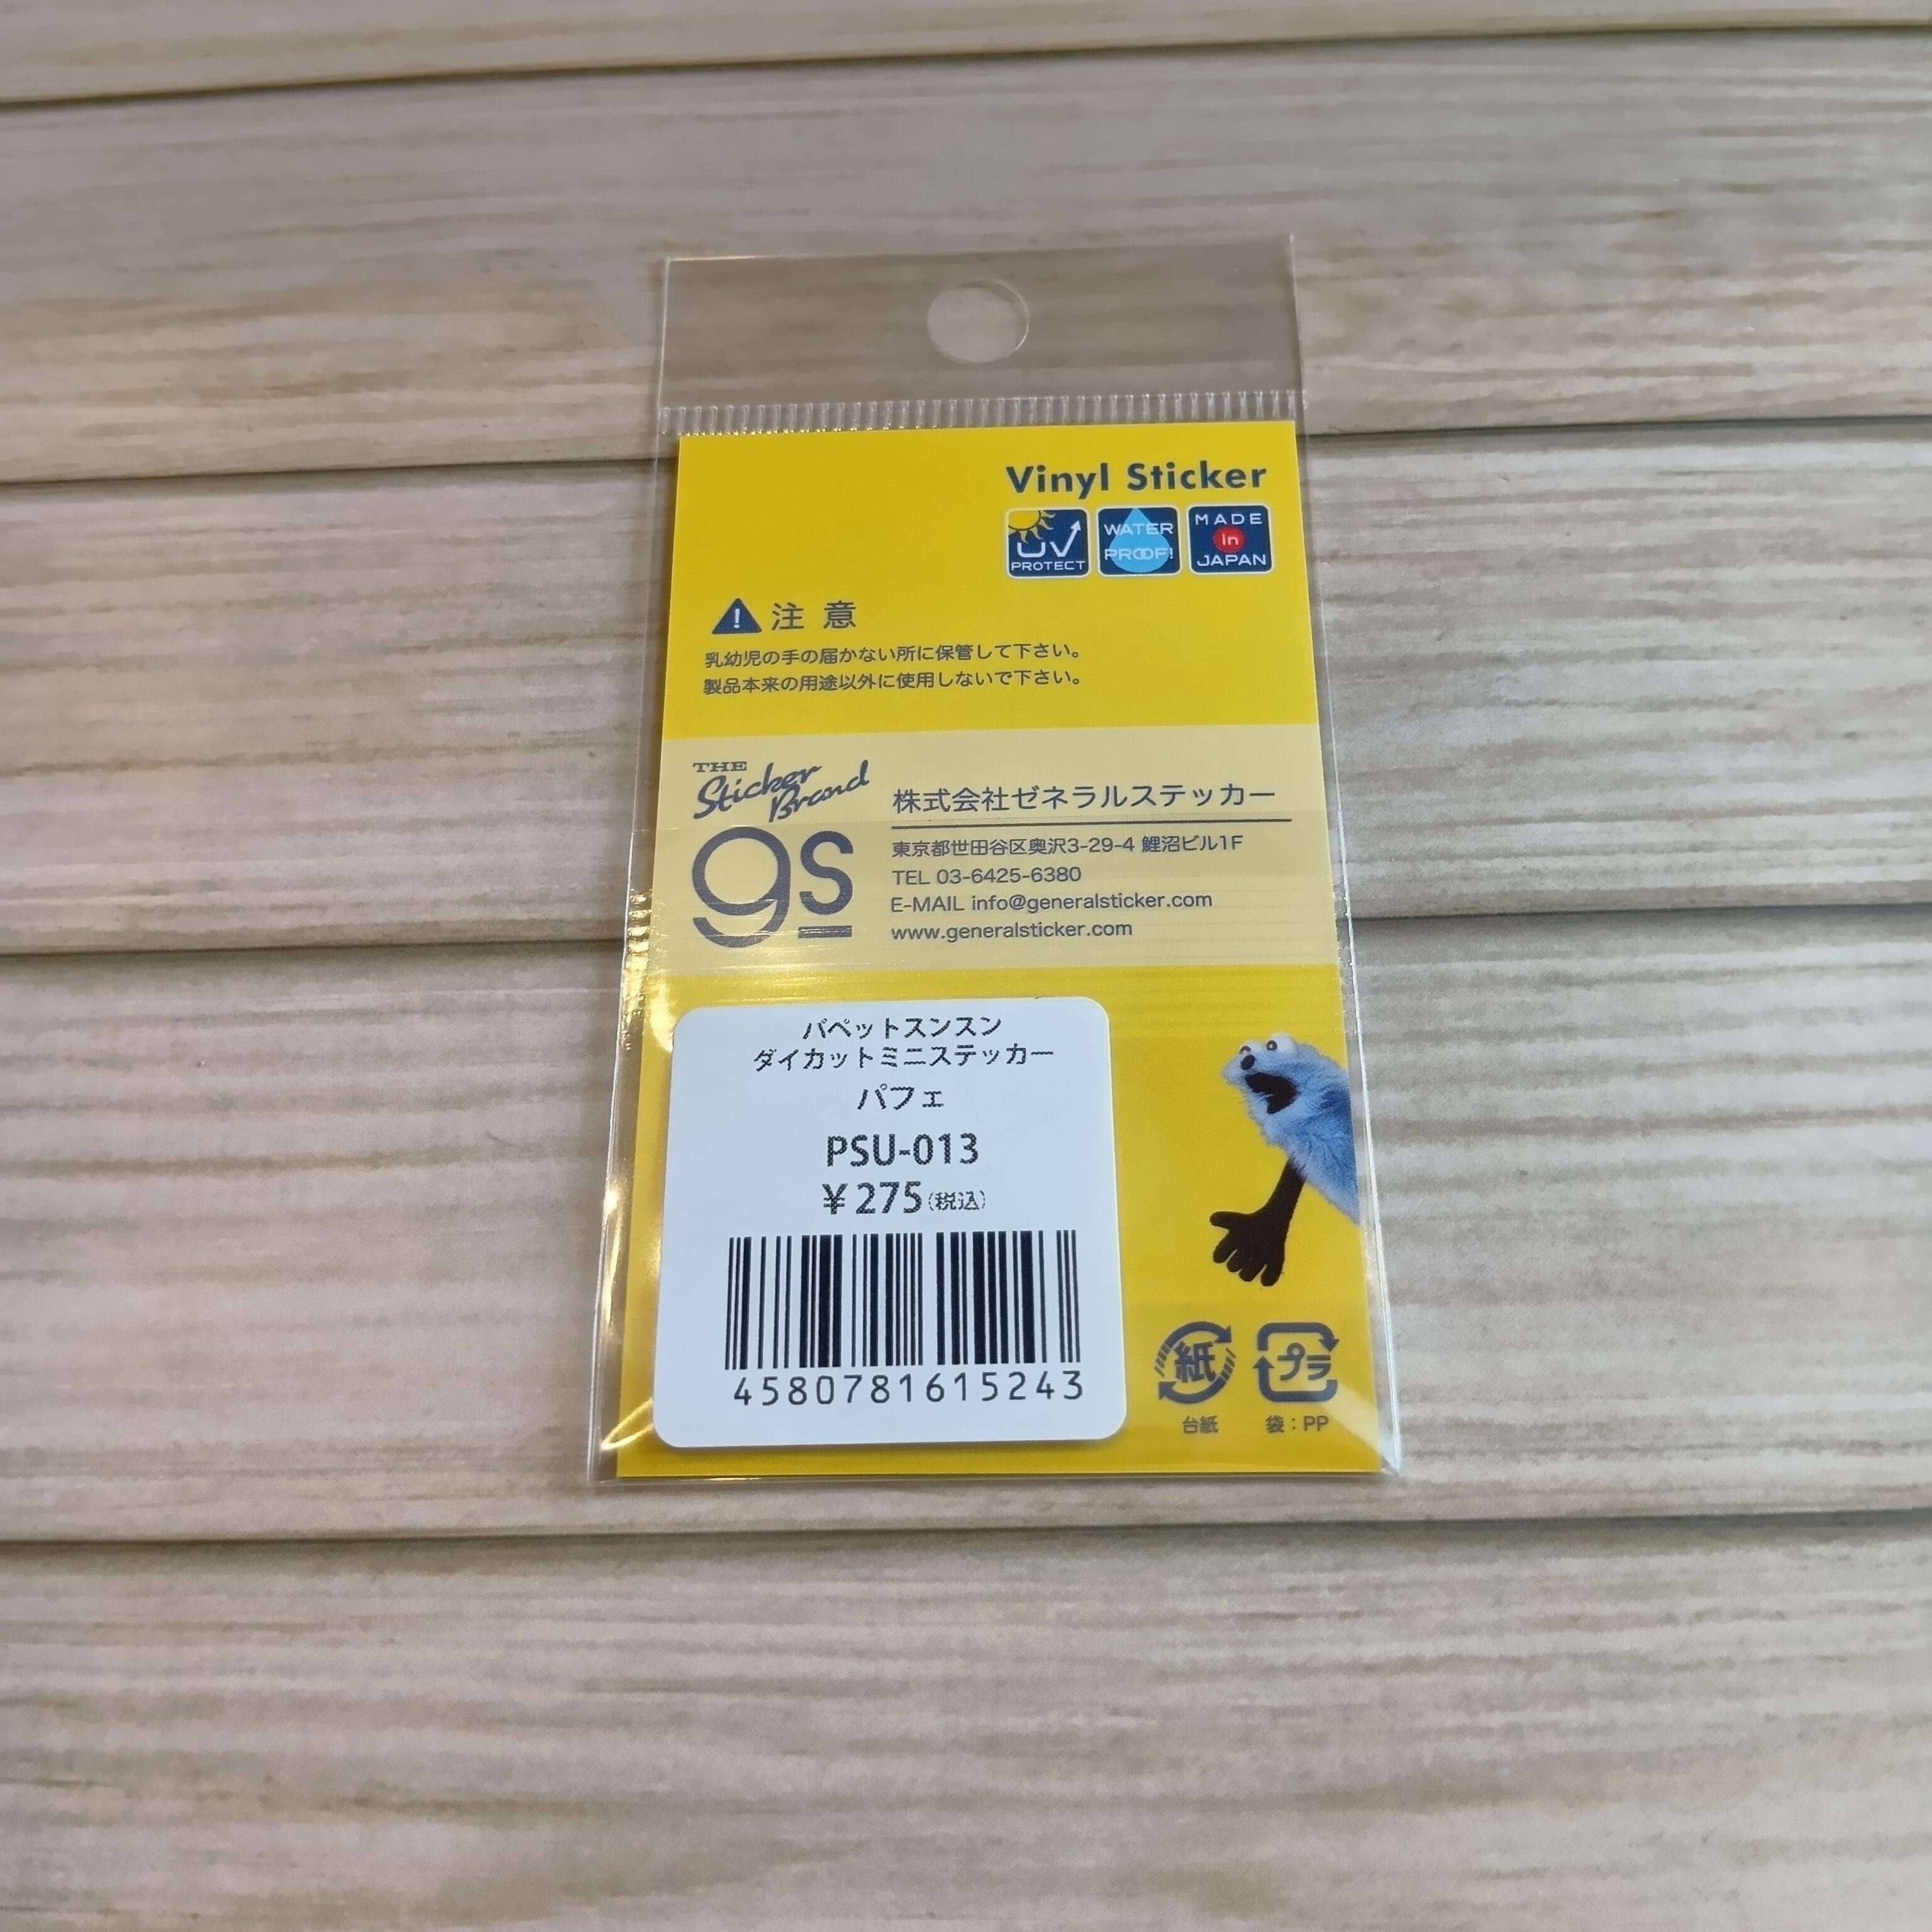 Vinyl Sticker
UV
PROTECT
WATER
PROOF!
MADE
in
JAPAN
注意
乳幼児の手の届かない所に保管して下さい。
製品本来の用途以外に使用しないで下さい。
THE
Sticker
Brand
gs
株式会社ゼネラルステッカー
東京都世田谷区奥沢3-29-4 鯉沼ビル1F
TEL 03-6425-6380
E-MAIL info@generalsticker.com
www.generalsticker.com
パペットスンスン
ダイカットミニステッカー
パフェ
PSU-013
¥275(税込)
4580781615243
紙
台紙
プラ
袋：PP